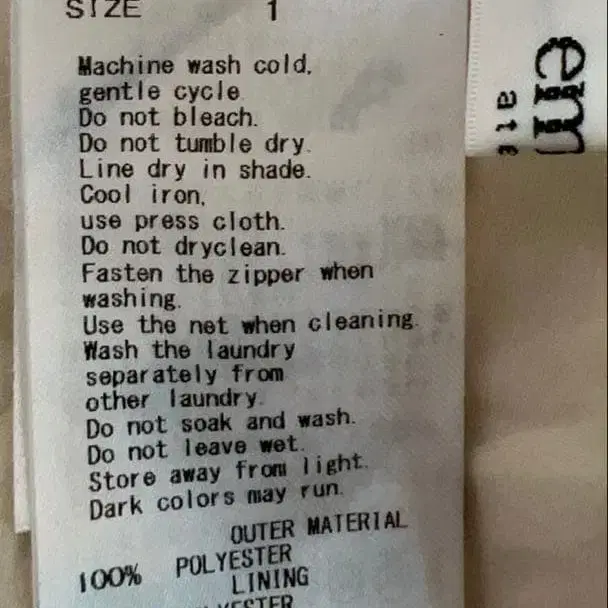 SIZE 1
Machine wash cold,
gentle cycle.
Do not bleach.
Do not tumble dry.
Line dry in shade.
Cool iron,
use press cloth.
Do not dryclean.
Fasten the zipper when
washing.
Use the net when cleaning.
Wash the laundry
separately from
other laundry.
Do not soak and wash.
Do not leave wet.
Store away from light.
Dark colors may run.
OUTER MATERIAL
100% POLYESTER
LINING
em
ate